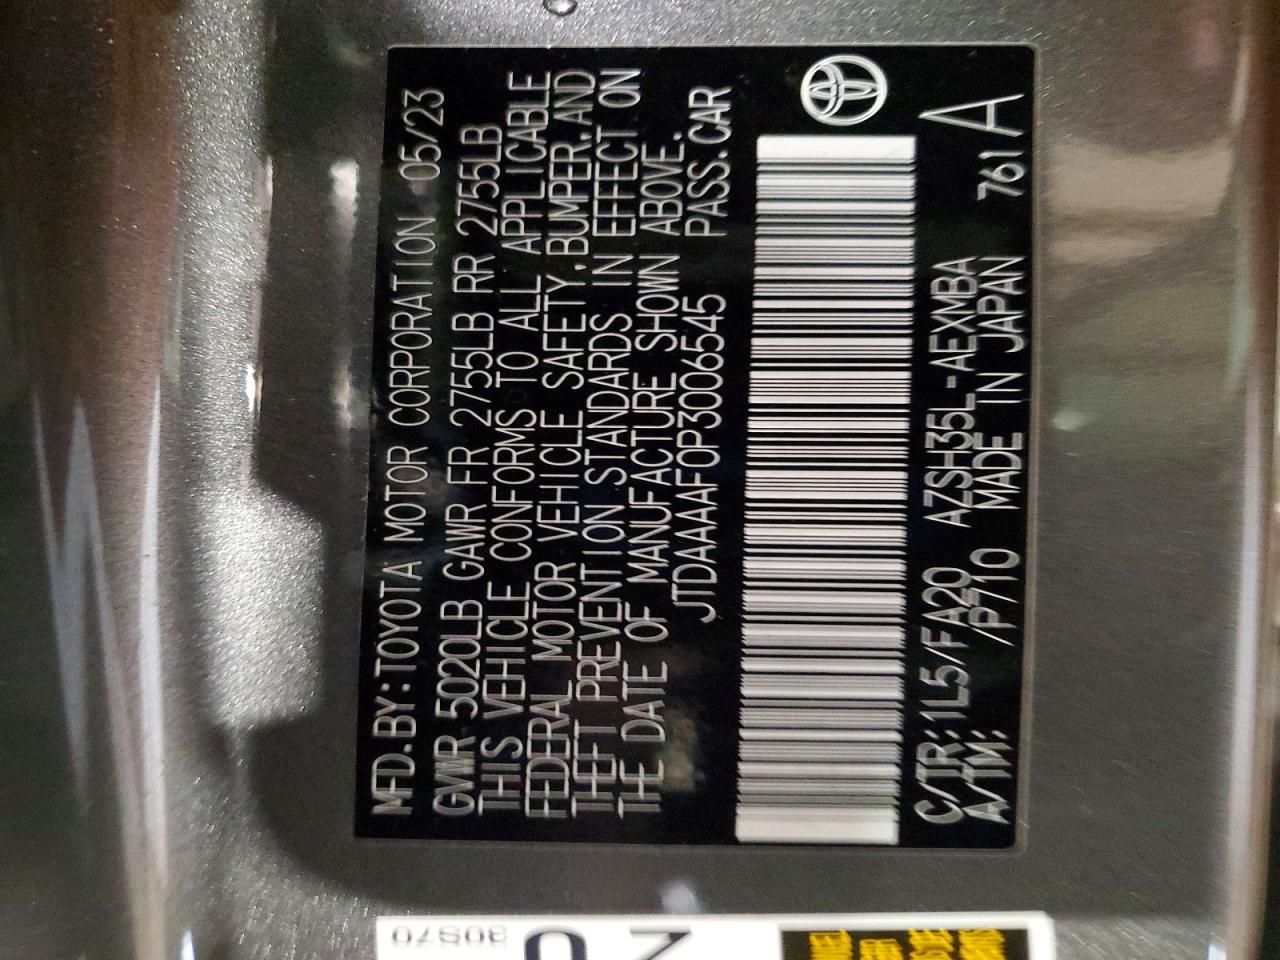 MFD.BY:TOYOTA MOTOR CORPORATION 05/23
GVWR 5020LB GAWR FR 2755LB RR 2755LB
THIS VEHICLE CONFORMS TO ALL APPLICABLE
FEDERAL MOTOR VEHICLE SAFETY,BUMPER,AND
THEFT PREVENTION STANDARDS IN EFFECT ON
THE DATE OF MANUFACTURE SHOWN ABOVE.
JTDAAAAF0P3006545 PASS.CAR
C/TR:1L5/FA20 AZSH35L-AEXMBA
A/TM: /P710 MADE IN JAPAN 761 A
30S70